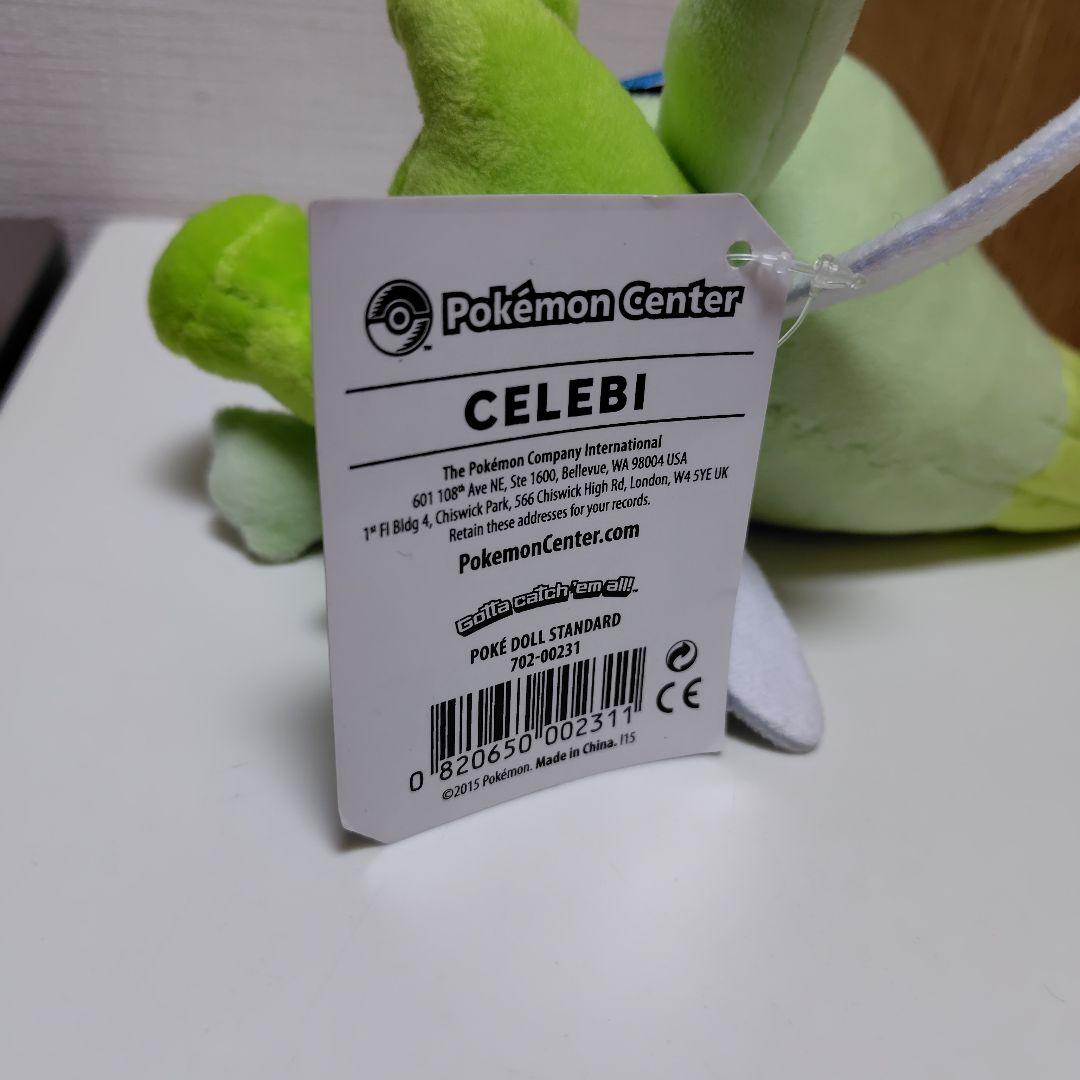 Pokémon Center
CELEBI
The Pokémon Company International
601 108th Ave NE, Ste 1600, Bellevue, WA 98004 USA
1st Fl Bldg 4, Chiswick Park, 566 Chiswick High Rd, London, W4 5YE UK
Retain these addresses for your records.
PokemonCenter.com
Gotta catch 'em all!™
POKÉ DOLL STANDARD
702-00231
0 820650 002311
CE
©2015 Pokémon. Made in China. I15